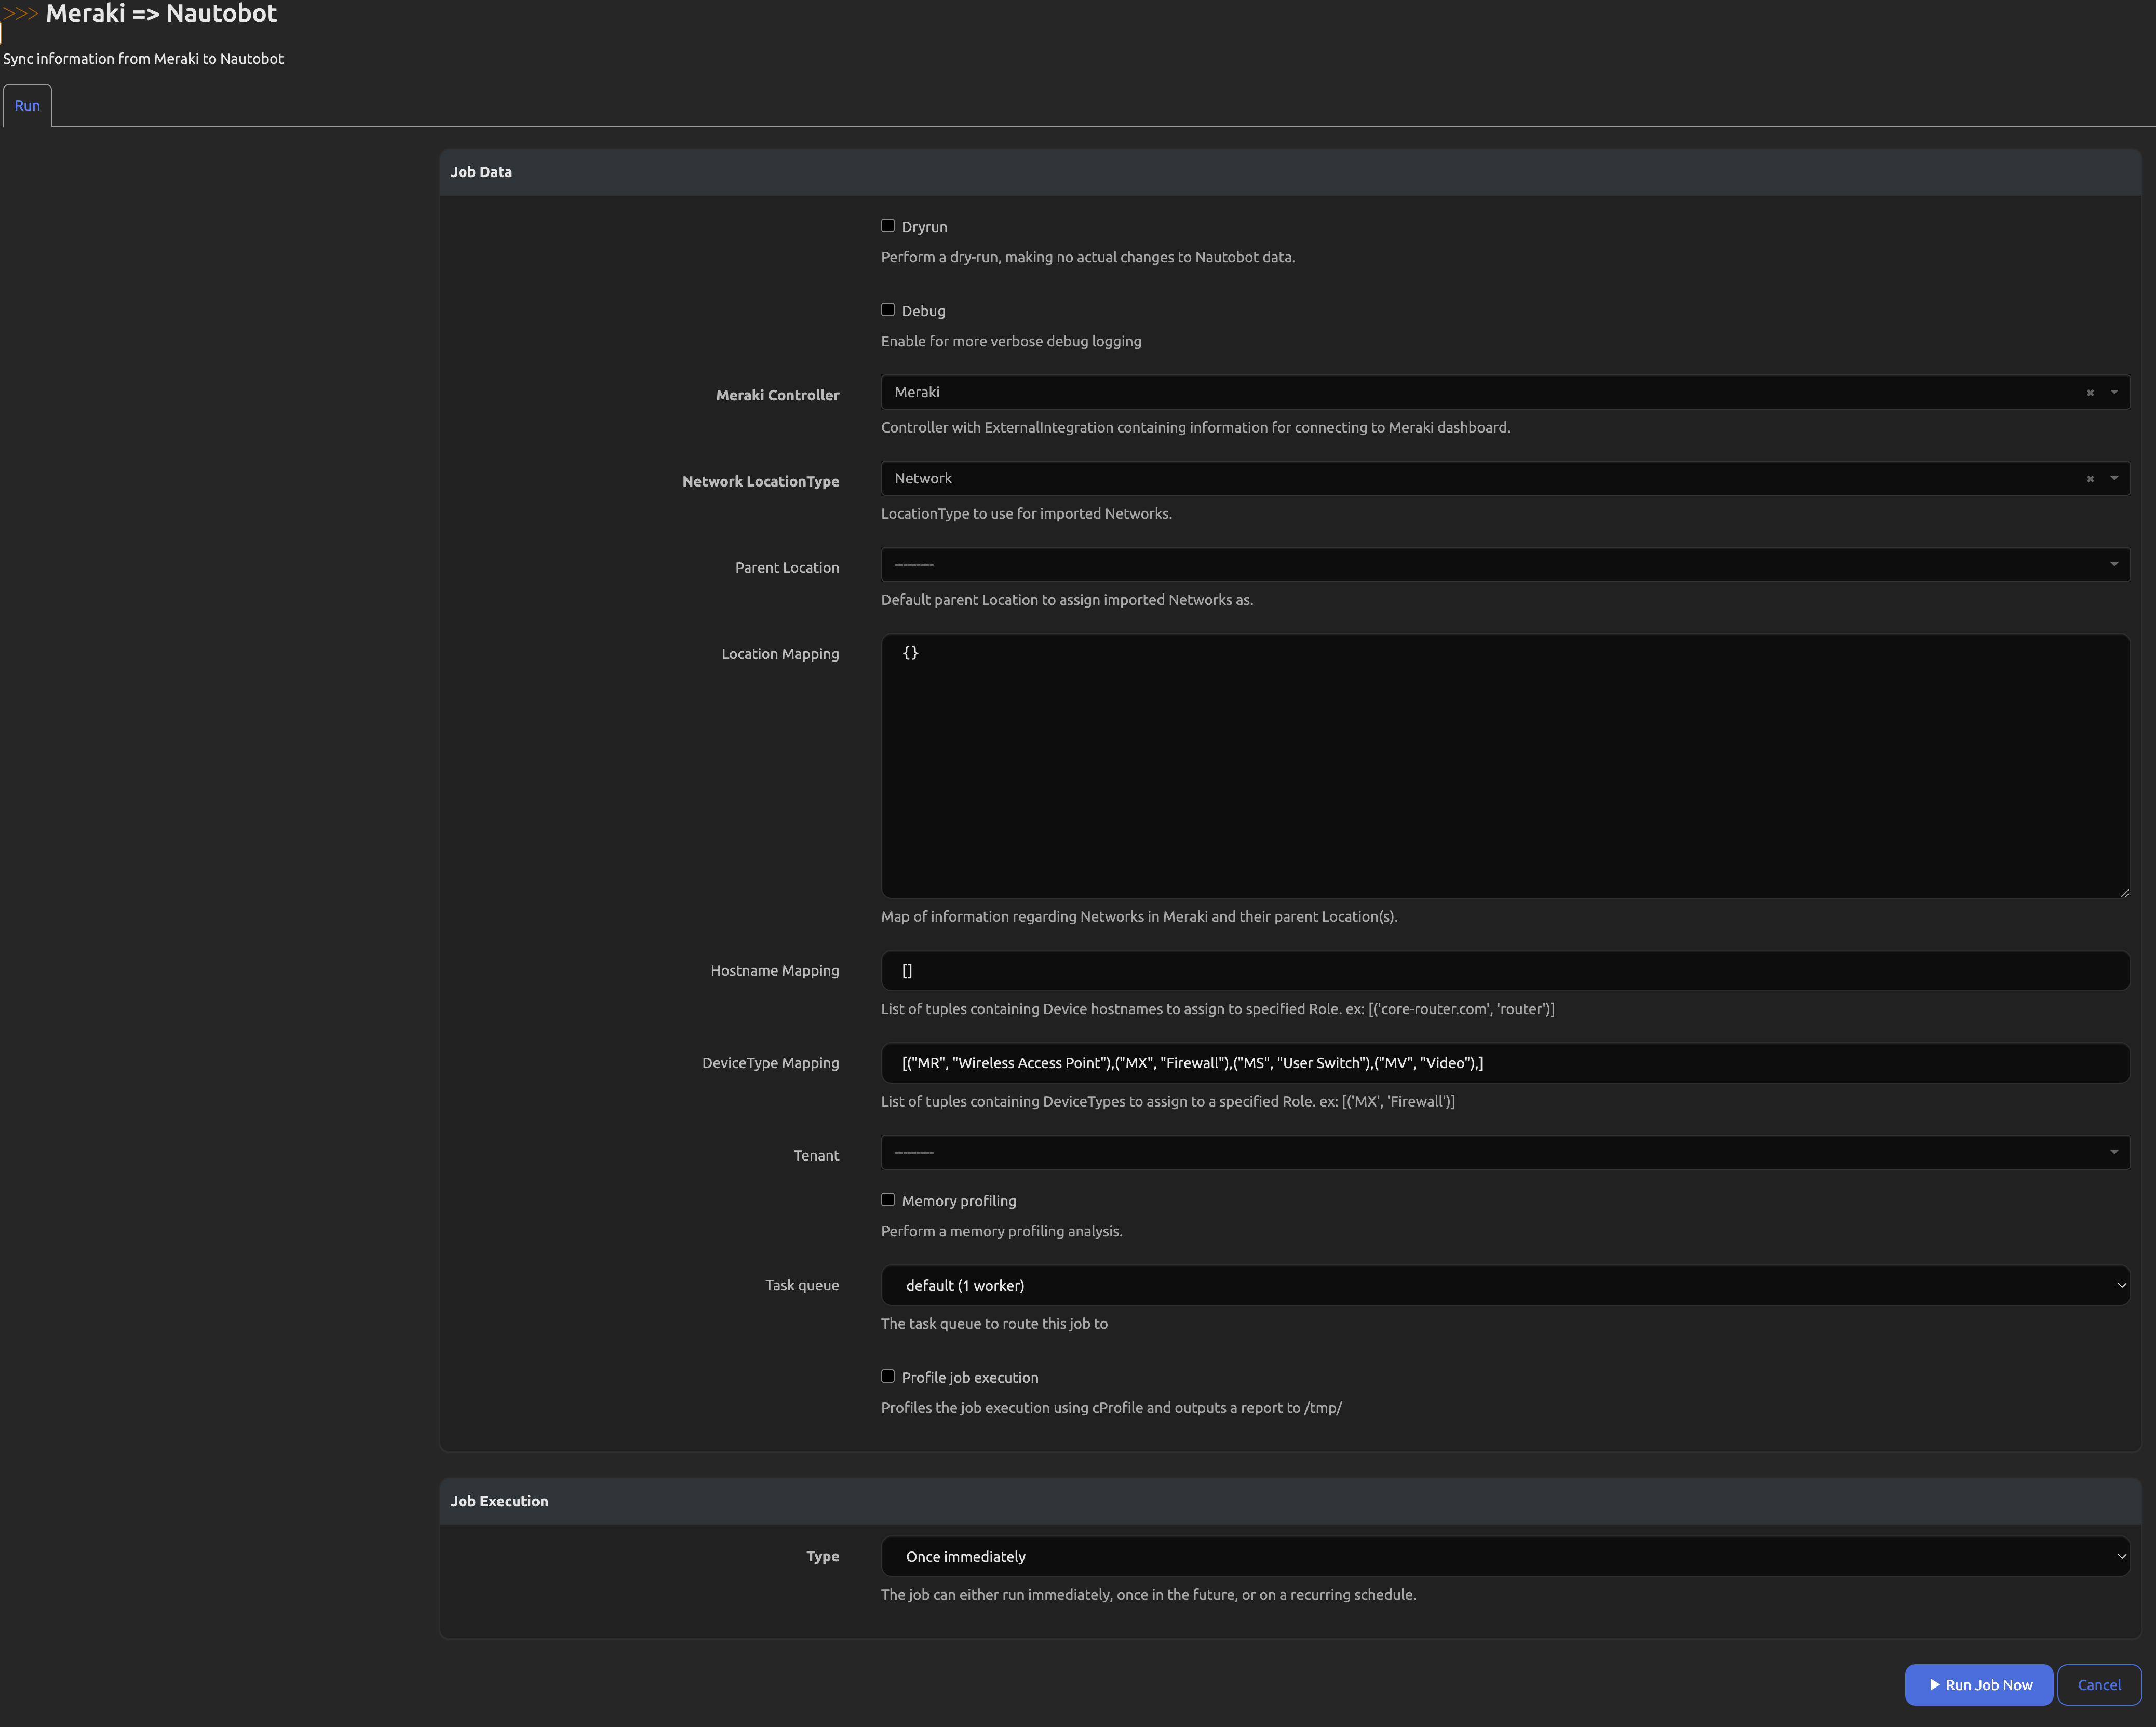 >>> Meraki => Nautobot
Sync information from Meraki to Nautobot
Run
Job Data
Dryrun
Perform a dry-run, making no actual changes to Nautobot data.
Debug
Enable for more verbose debug logging
Meraki Controller
Meraki
Controller with ExternalIntegration containing information for connecting to Meraki dashboard.
Network LocationType
Network
LocationType to use for imported Networks.
Parent Location
---------
Default parent Location to assign imported Networks as.
Location Mapping
{}
Map of information regarding Networks in Meraki and their parent Location(s).
Hostname Mapping
[]
List of tuples containing Device hostnames to assign to specified Role. ex: [('core-router.com', 'router')]
DeviceType Mapping
[("MR", "Wireless Access Point"),("MX", "Firewall"),("MS", "User Switch"),("MV", "Video"),]
List of tuples containing DeviceTypes to assign to a specified Role. ex: [('MX', 'Firewall')]
Tenant
---------
Memory profiling
Perform a memory profiling analysis.
Task queue
default (1 worker)
The task queue to route this job to
Profile job execution
Profiles the job execution using cProfile and outputs a report to /tmp/
Job Execution
Type
Once immediately
The job can either run immediately, once in the future, or on a recurring schedule.
Run Job Now
Cancel